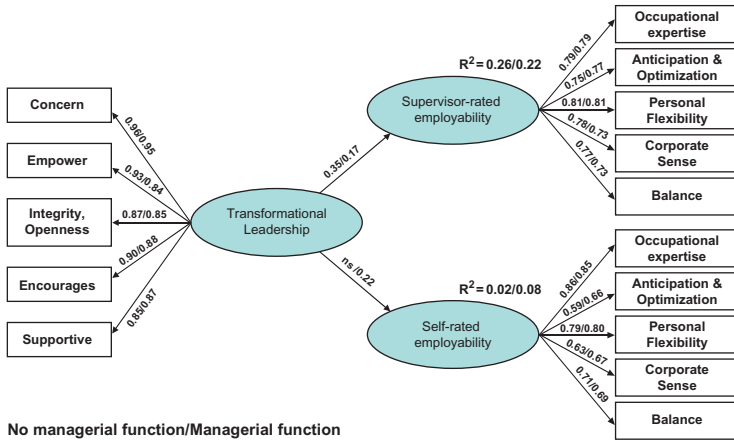 Concern
Empower
Integrity,
Openness
Encourages
Supportive
0.96/0.95
0.93/0.84
0.87/0.85
0.90/0.88
0.85/0.87
Transformational
Leadership
0.35/0.17
ns/0.22
R2= 0.26/0.22
Supervisor-rated
employability
0.79/0.79
0.75/0.77
0.81/0.81
0.78/0.73
0.77/0.73
Occupational
expertise
Anticipation &
Optimization
Personal
Flexibility
Corporate
Sense
Balance
R2= 0.02/0.08
Self-rated
employability
0.86/0.85
0.59/0.66
0.79/0.80
0.63/0.67
0.71/0.69
Occupational
expertise
Anticipation &
Optimization
Personal
Flexibility
Corporate
Sense
Balance
No managerial function/Managerial function